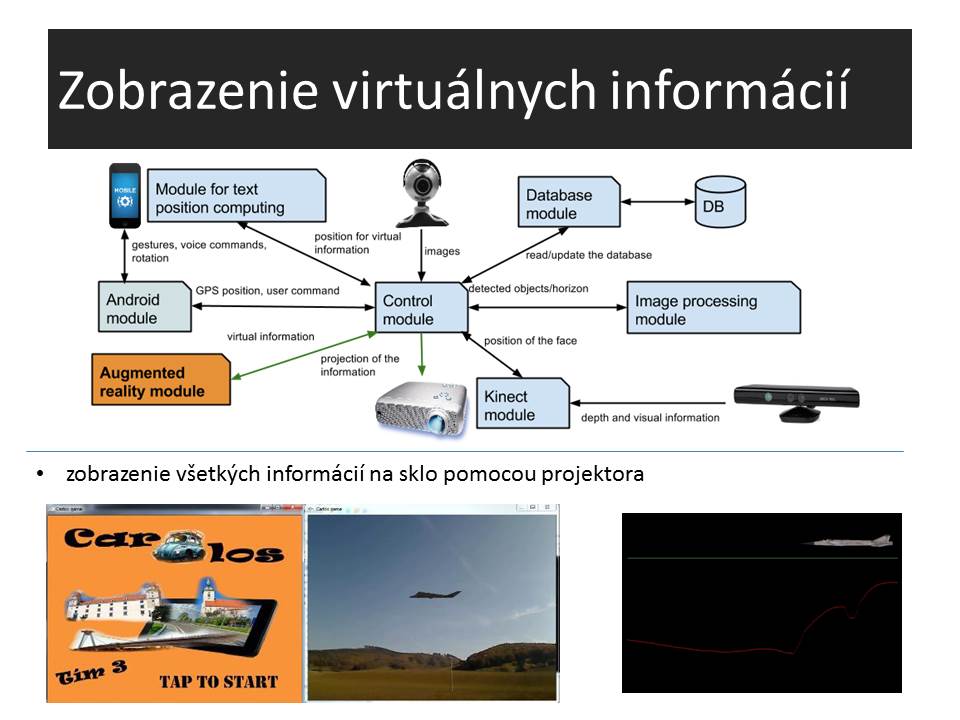 Zobrazenie virtuálnych informácií
MOBILE
Module for text
position computing
Database
module
DB
gestures, voice commands,
rotation
position for virtual
information
images
read/update the database
Android
module
GPS position, user command
Control
module
detected objects/horizon
Image processing
module
virtual information
projection of the
information
position of the face
Augmented
reality module
Kinect
module
depth and visual information
• zobrazenie všetkých informácií na sklo pomocou projektora
Carlos game
Carlos game
Car los
Tím 3
TAP TO START